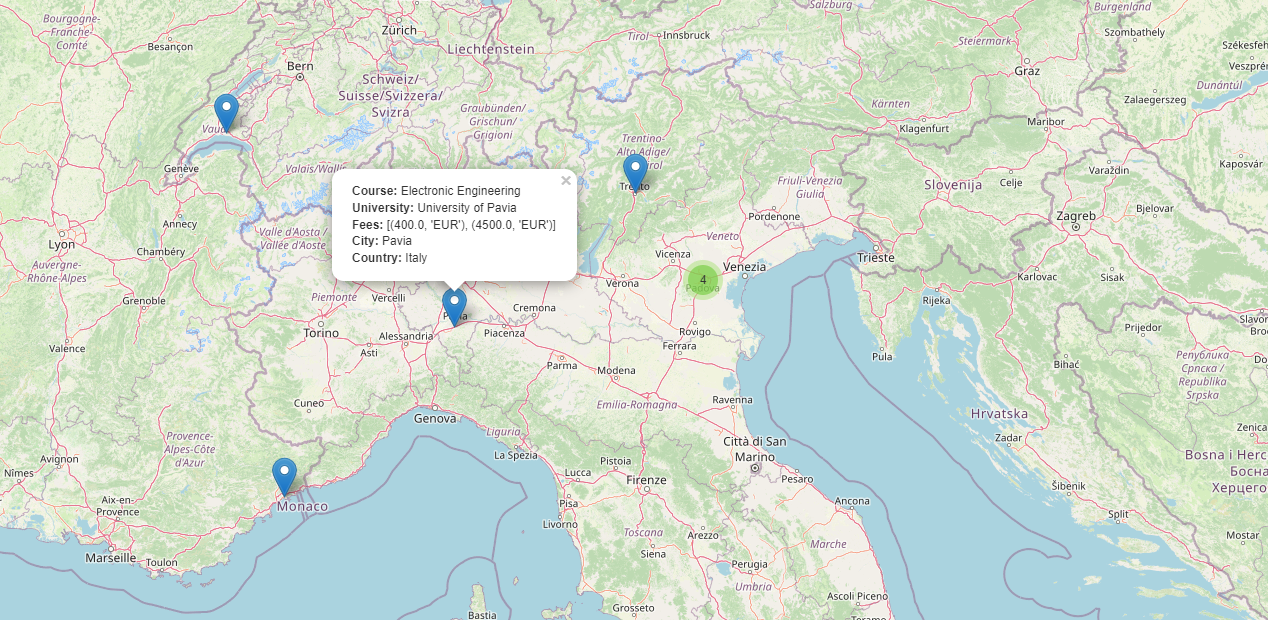 Bourgogne-
Franche-
Comté
Besançon
Zürich
Liechtenstein
Tirol
Innsbruck
Salzburg
Steiermark
Burgenland
Szombathely
Székesfeh
Veszpré
Bern
Schweiz/
Suisse/Svizzera/
Svizra
Graz
Dunántúl
Zalaegerszeg
Kärnten
Graubünden/
Grischun/
Grigioni
Klagenfurt
Maribor
Vaud
Trentino-
Alto Adige/
Genève
Valais/Wallis
Trento
Kaposvár
Varaždin
Slovenija
Celje
Friuli-Venezia
Giulia
×
Course: Electronic Engineering
University: University of Pavia
Fees: [(400.0, 'EUR'), (4500.0, 'EUR')]
City: Pavia
Country: Italy
Bjelovar
Zagreb
Pordenone
Annecy
Valle d'Aosta /
Vallée d'Aoste
Veneto
Lyon
Chambéry
Vicenza
Venezia
Trieste
Auvergne-
Rhône-Alpes
Karlovac
Sisak
4
Padova
Verona
Piemonte
Vercelli
Grenoble
Rijeka
Cremona
Pavia
Slavon
Brod
Prijedor
Torino
Alessandria
Piacenza
Rovigo
Ferrara
Valence
Asti
Parma
Modena
Pula
Bihać
Република
Српска /
Republika
Srpska
Cuneo
Ravenna
Emilia-Romagna
Hrvatska
Genova
Liguria
Zadar
Zenica
Provence-
Alpes-Côte
d'Azur
Città di San
Marino
La Spezia
Bosna i Herc
Босна
Херцего
Avignon
Pistoia
Nîmes
Lucca
Firenze
Pesaro
Šibenik
Aix-en-
Provence
Monaco
Pisa
Ancona
Split
Livorno
Toscana
Arezzo
Mostar
Marche
Marseille
Toulon
Siena
Perugia
Umbria
Ascoli Piceno
Grosseto
Bastia